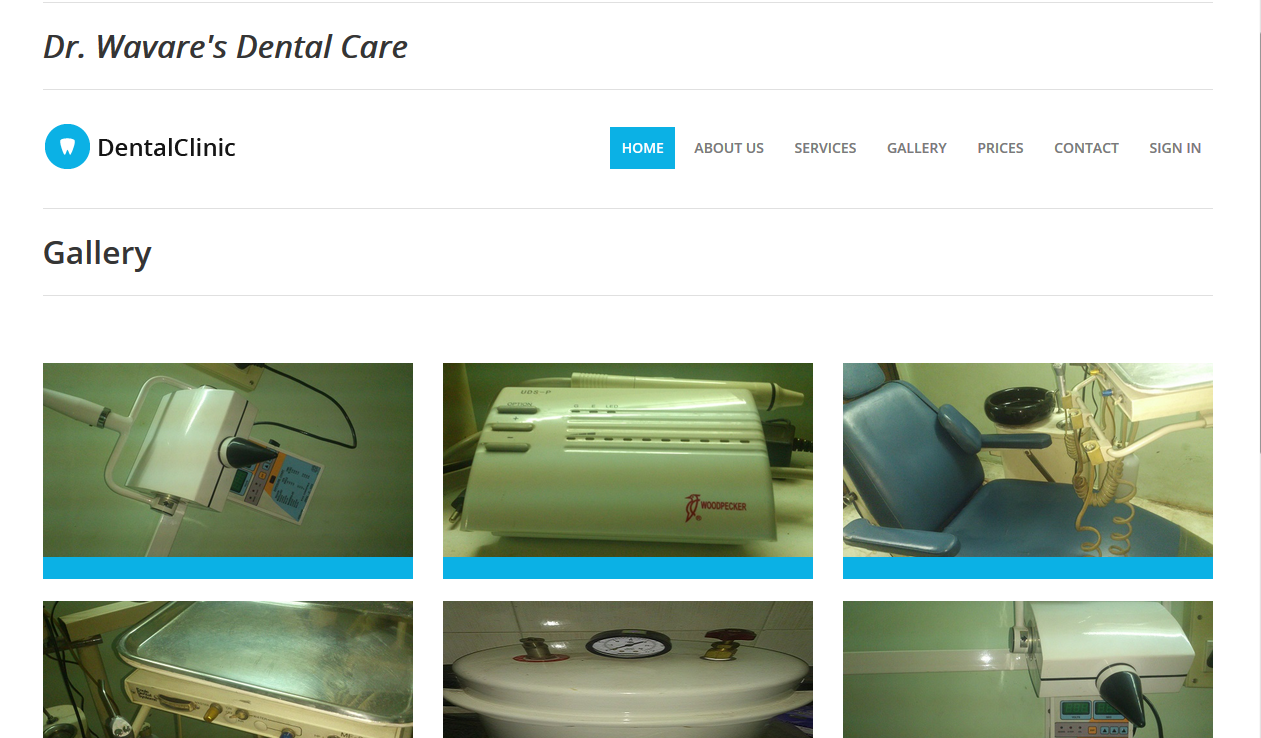 Dr. Wavare's Dental Care
DentalClinic
HOME ABOUT US SERVICES GALLERY PRICES CONTACT SIGN IN
Gallery
UDS-P
OPTION
WOODPECKER